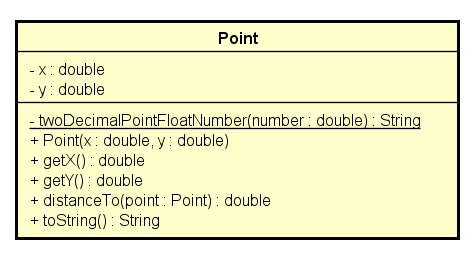 Point
- x : double
- y : double
- twoDecimalPointFloatNumber(number : double) : String
+ Point(x : double, y : double)
+ getX() : double
+ getY() : double
+ distanceTo(point : Point) : double
+ toString() : String